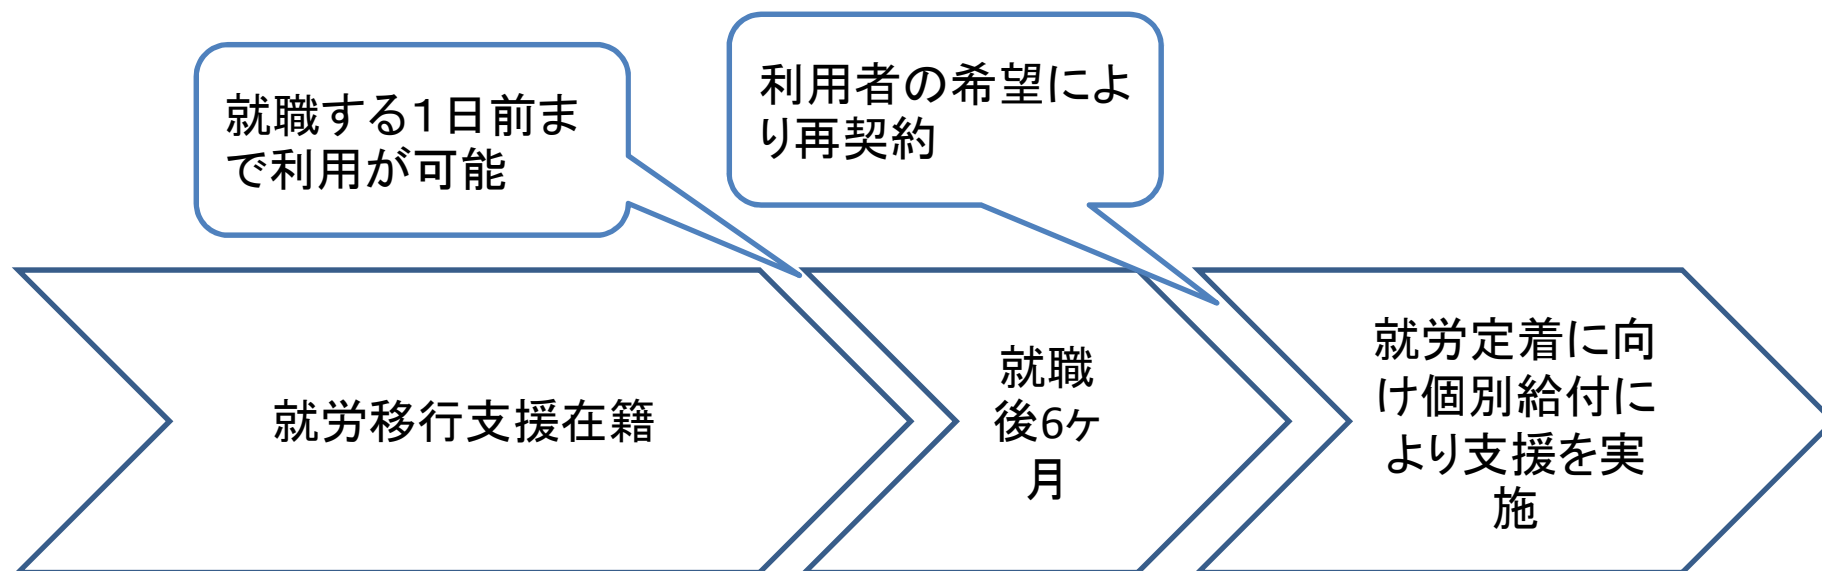 就職する1日前ま
で利用が可能
利用者の希望によ
り再契約
就労移行支援在籍
就職
後6ヶ
月
就労定着に向
け個別給付に
より支援を実
施